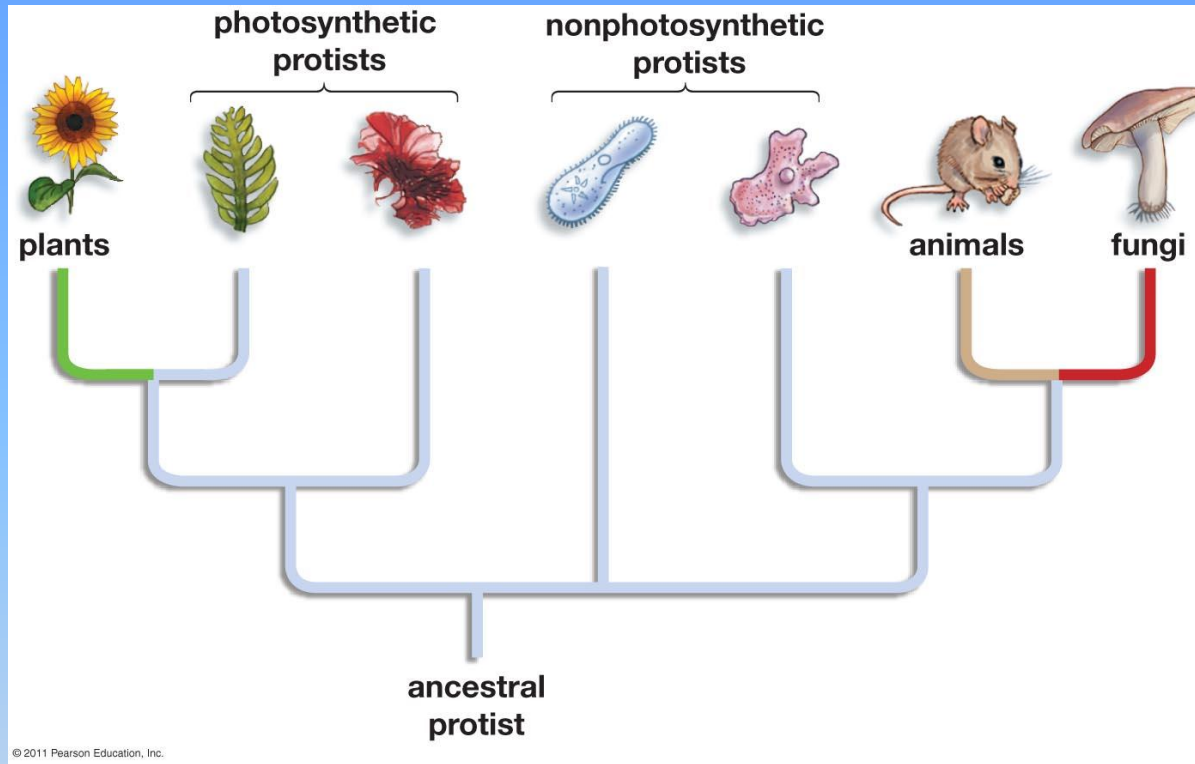 photosynthetic
protists
nonphotosynthetic
protists
plants
animals
fungi
ancestral
protist
© 2011 Pearson Education, Inc.